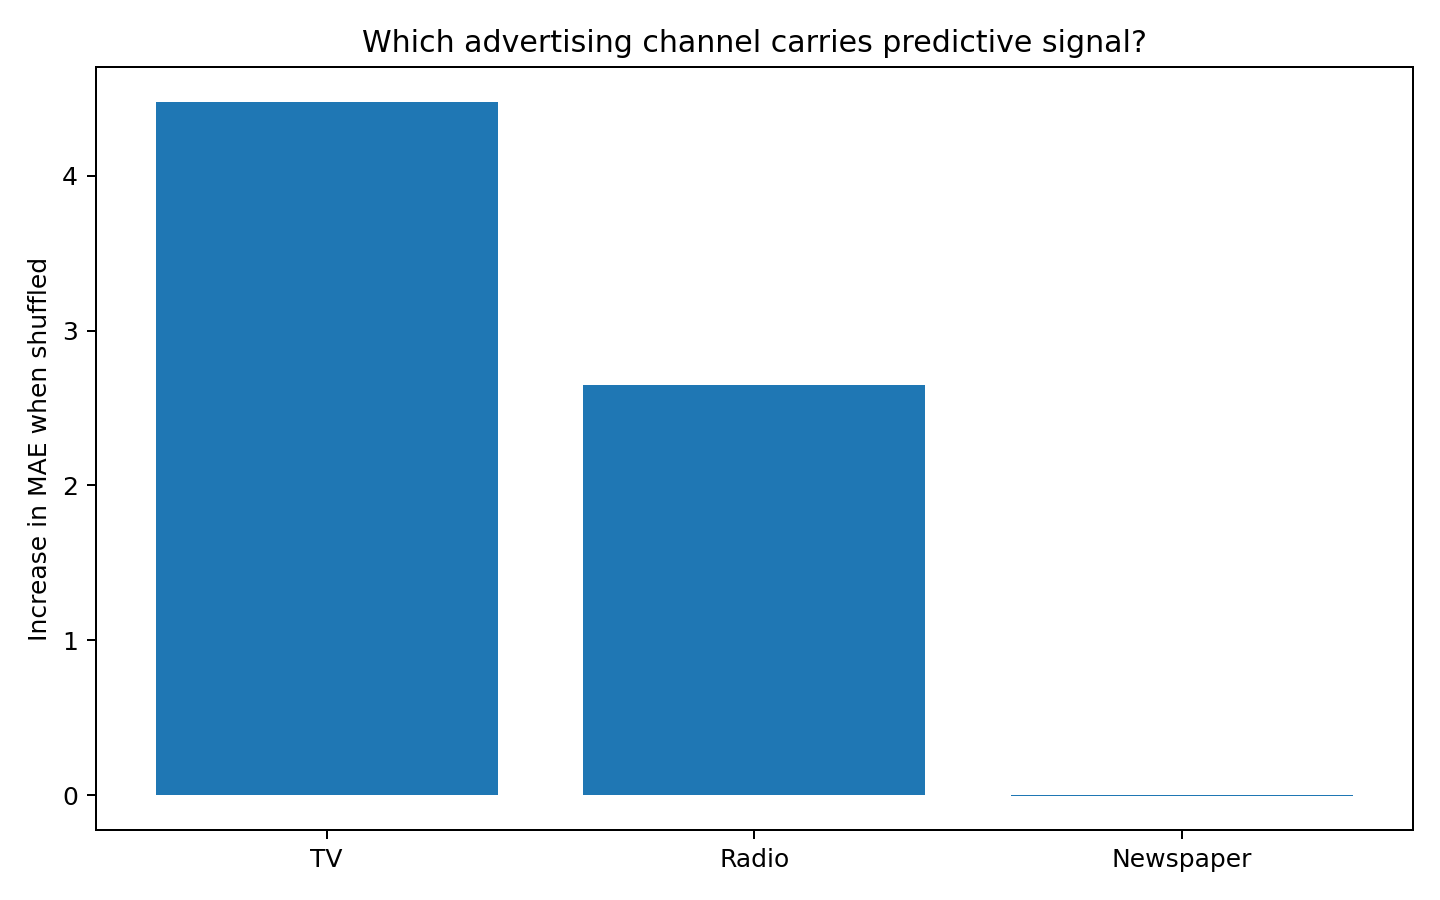 Which advertising channel carries predictive signal?
Increase in MAE when shuffled
4
3
2
1
0
TV
Radio
Newspaper